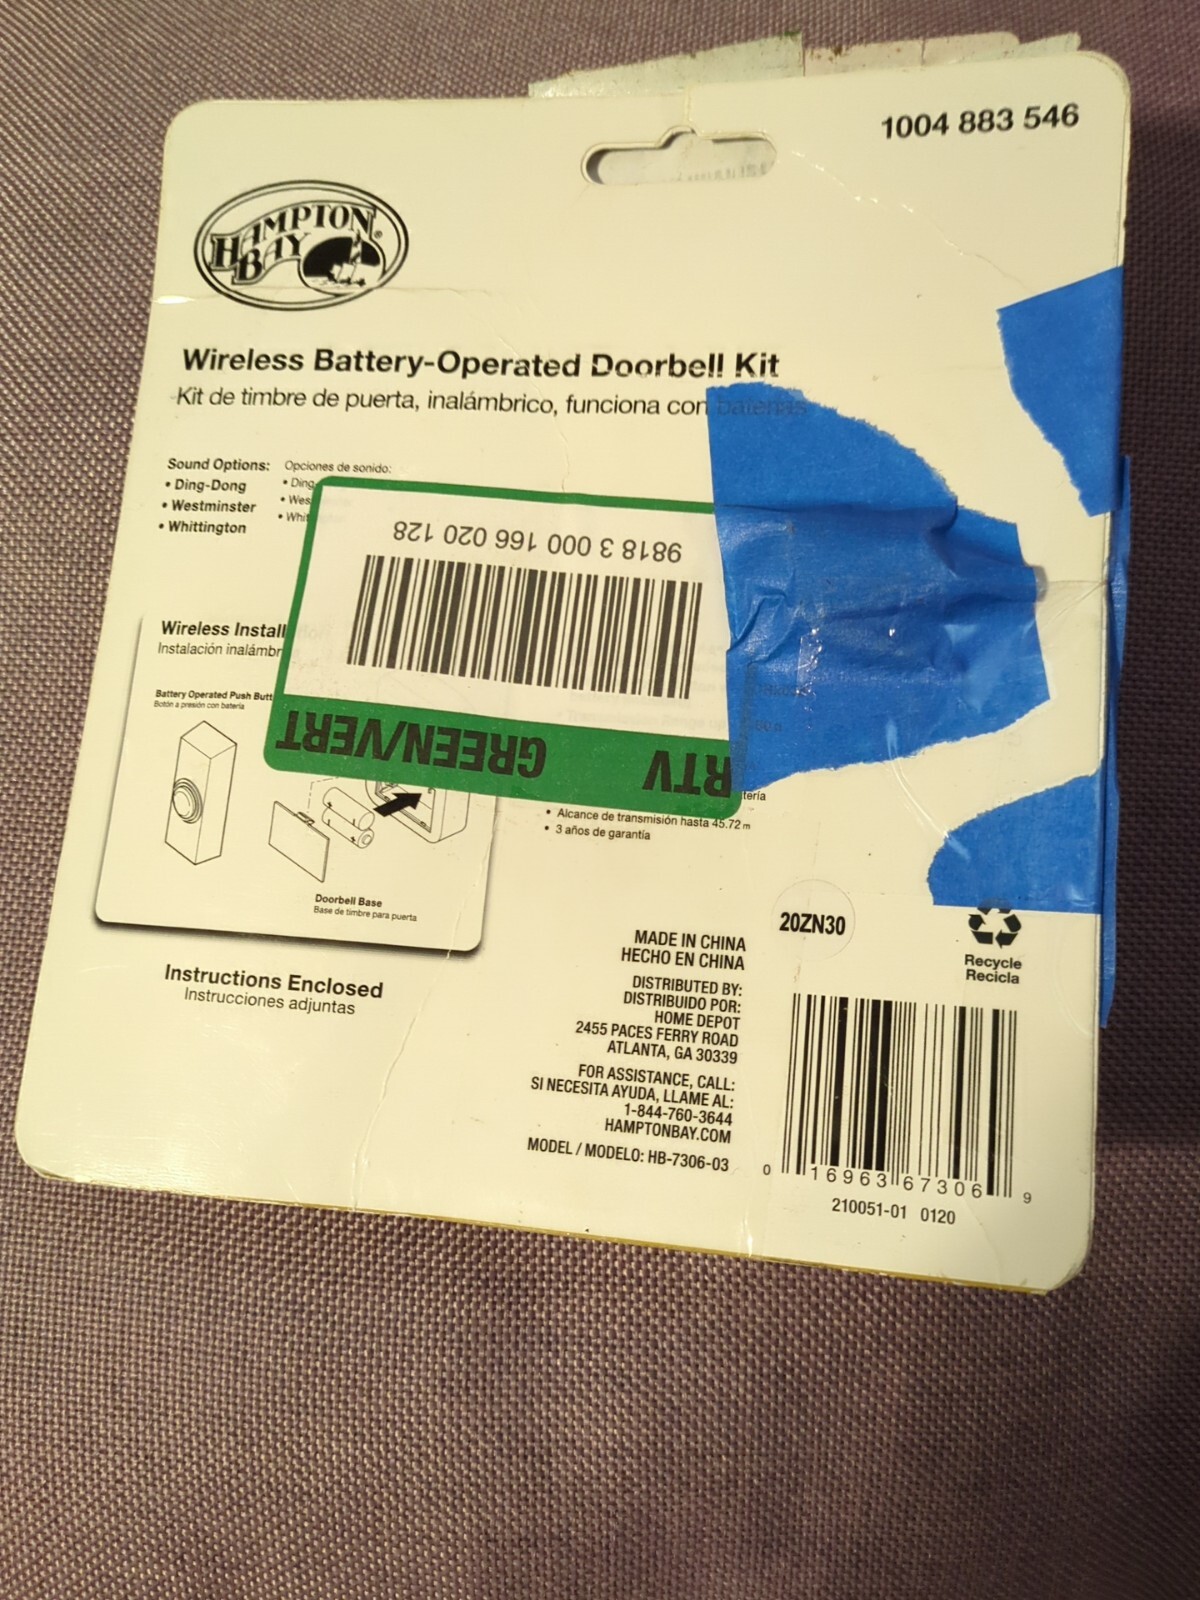 1004 883 546
HAMPTON BAY®
Wireless Battery-Operated Doorbell Kit
Kit de timbre de puerta, inalámbrico, funciona con baterías
Sound Options:
• Ding-Dong
• Westminster
• Whittington
Opciones de sonido:
• Ding
• Wes
• Whit
9818 3 000 166 020 128
RTV GREEN/VERT
Wireless Install
Instalación inalámbr
Battery Operated Push Butt
Botón a presión con batería
Doorbell Base
Base de timbre para puerta
tería
• Alcance de transmisión hasta 45.72 m
• 3 años de garantía
Instructions Enclosed
Instrucciones adjuntas
20ZN30
MADE IN CHINA
HECHO EN CHINA
DISTRIBUTED BY:
DISTRIBUIDO POR:
HOME DEPOT
2455 PACES FERRY ROAD
ATLANTA, GA 30339
FOR ASSISTANCE, CALL:
SI NECESITA AYUDA, LLAME AL:
1-844-760-3644
HAMPTONBAY.COM
MODEL / MODELO: HB-7306-03
Recycle
Recicla
0 16963 67306 9
210051-01 0120